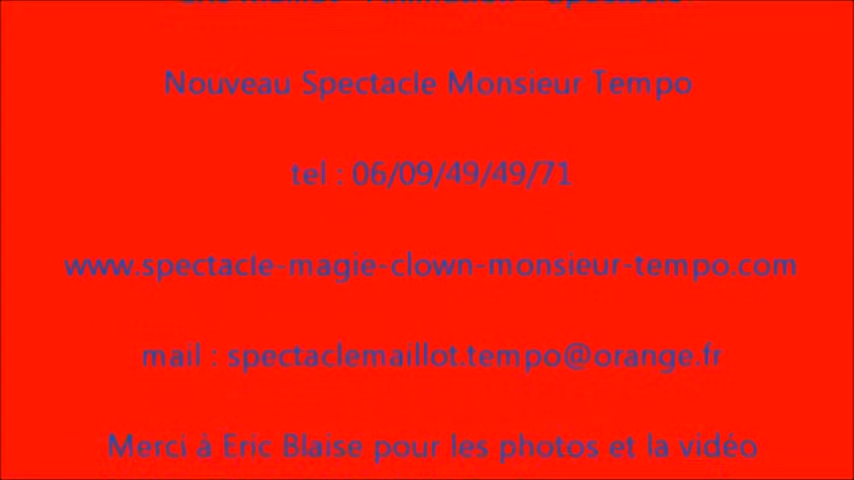 Nouveau Spectacle Monsieur Tempo
tel : 06/09/49/49/71
www.spectacle-magie-clown-monsieur-tempo.com
mail : spectaclemaillot.tempo@orange.fr
Merci à Eric Blaise pour les photos et la vidéo